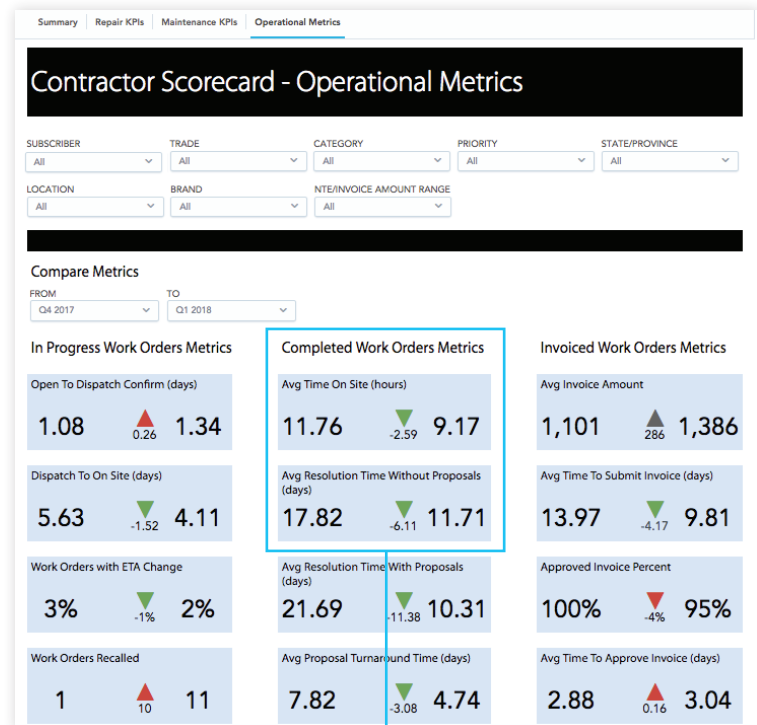 Summary Repair KPIs Maintenance KPIs Operational Metrics
Contractor Scorecard - Operational Metrics
SUBSCRIBER TRADE CATEGORY PRIORITY STATE/PROVINCE
All All All All All
LOCATION BRAND NTE/INVOICE AMOUNT RANGE
All All All
Compare Metrics
FROM TO
Q4 2017 Q1 2018
In Progress Work Orders Metrics
Open To Dispatch Confirm (days)
1.08 0.26 1.34
Dispatch To On Site (days)
5.63 -1.52 4.11
Work Orders with ETA Change
3% -1% 2%
Work Orders Recalled
1 10 11
Completed Work Orders Metrics
Avg Time On Site (hours)
11.76 -2.59 9.17
Avg Resolution Time Without Proposals
(days)
17.82 -6.11 11.71
Avg Resolution Time With Proposals
(days)
21.69 -11.38 10.31
Avg Proposal Turnaround Time (days)
7.82 -3.08 4.74
Invoiced Work Orders Metrics
Avg Invoice Amount
1,101 286 1,386
Avg Time To Submit Invoice (days)
13.97 -4.17 9.81
Approved Invoice Percent
100% -4% 95%
Avg Time To Approve Invoice (days)
2.88 0.16 3.04